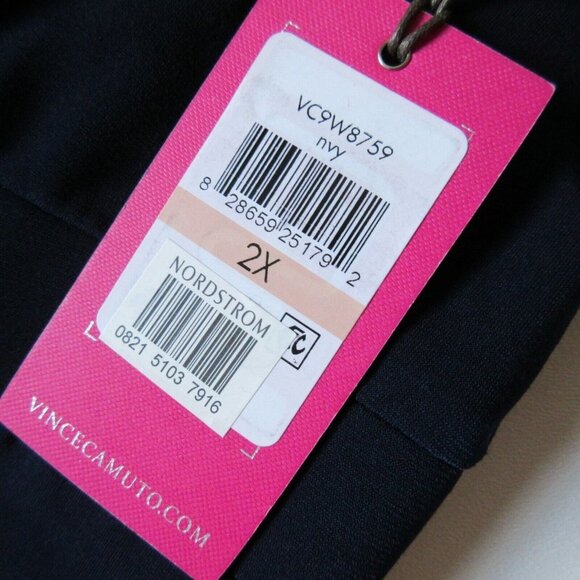 VC9W8759
nvy
8 28659 25179 2
2X
NORDSTROM
0821 5103 7916
VINCECAMUTO.COM